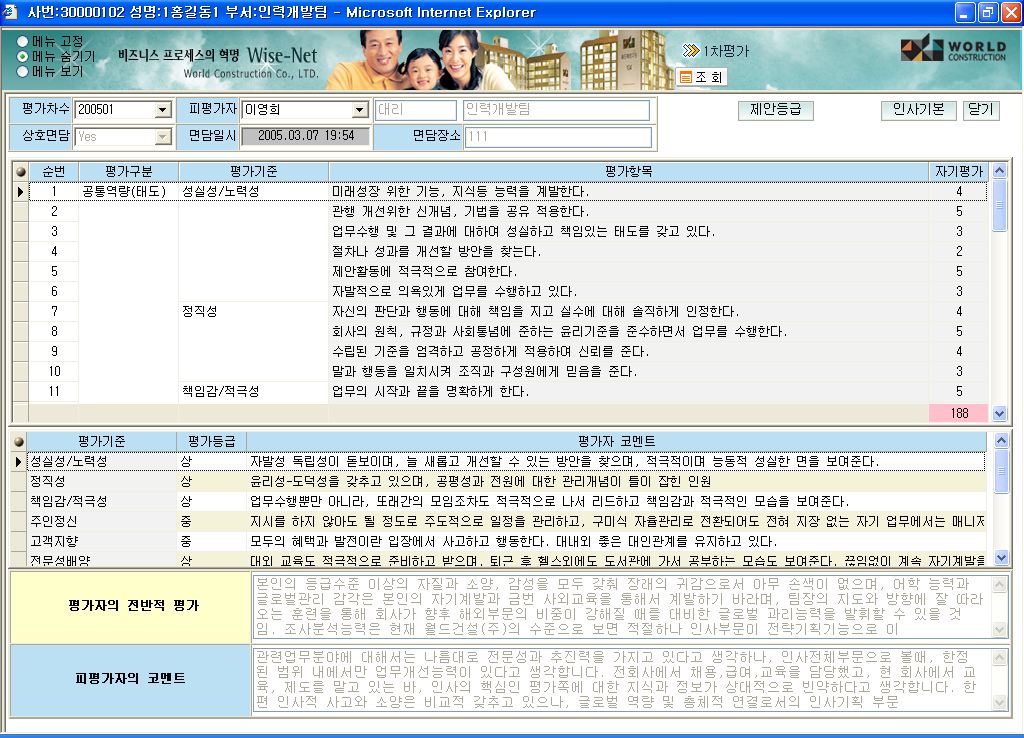 사번:30000102 성명:1홍길동1 부서:인력개발팀 - Microsoft Internet Explorer
메뉴 고정
메뉴 숨기기
메뉴 보기
비즈니스 프로세스의 혁명 Wise-Net
World Construction Co., LTD.
1차평가
조 회
WORLD
CONSTRUCTION
평가차수 200501 피평가자 이영희 대리 인력개발팀 제안등급 인사기본 닫기
상호면담 Yes 면담일시 2005.03.07 19:54 면담장소 111
순번 평가구분 평가기준 평가항목 자기평가
1 공통역량(태도) 성실성/노력성 미래성장 위한 기능, 지식등 능력을 계발한다. 4
2 관행 개선위한 신개념, 기법을 공유 적용한다. 5
3 업무수행 및 그 결과에 대하여 성실하고 책임있는 태도를 갖고 있다. 3
4 절차나 성과를 개선할 방안을 찾는다. 2
5 제안활동에 적극적으로 참여한다. 5
6 자발적으로 의욕있게 업무를 수행하고 있다. 3
7 정직성 자신의 판단과 행동에 대해 책임을 지고 실수에 대해 솔직하게 인정한다. 4
8 회사의 원칙, 규정과 사회통념에 준하는 윤리기준을 준수하면서 업무를 수행한다. 5
9 수립된 기준을 엄격하고 공정하게 적용하여 신뢰를 준다. 4
10 말과 행동을 일치시켜 조직과 구성원에게 믿음을 준다. 3
11 책임감/적극성 업무의 시작과 끝을 명확하게 한다. 5
188
평가기준 평가등급 평가자 코멘트
성실성/노력성 상 자발성 독립성이 돋보이며, 늘 새롭고 개선할 수 있는 방안을 찾으며, 적극적이며 능동적 성실한 면을 보여준다.
정직성 상 윤리성-도덕성을 갖추고 있으며, 공평성과 전원에 대한 관리개념이 틀이 잡힌 인원
책임감/적극성 상 업무수행뿐만 아니라, 또래간의 모임조차도 적극적으로 나서 리드하고 책임감과 적극적인 모습을 보여준다.
주인정신 중 지시를 하지 않아도 될 정도로 주도적으로 일정을 관리하고, 구미식 자율관리로 전환되어도 전혀 지장 없는 자기 업무에서는 매니저
고객지향 중 모두의 혜택과 발전이란 입장에서 사고하고 행동한다. 대내외 좋은 대인관계를 유지하고 있다.
전문성배양 상 대외 교육도 적극적으로 준비하고 받으며, 퇴근 후 헬스외에도 도서관에 가서 공부하는 모습도 보여준다. 끊임없이 계속 자기계발을
평가자의 전반적 평가
본인의 등급수준 이상의 자질과 소양, 감성을 모두 갖춰 장래의 귀감으로서 아무 손색이 없으며, 어학 능력과
글로벌관리 감각은 본인의 자기계발과 금번 사외교육을 통해서 계발하기 바라며, 팀장의 지도와 방향에 잘 따라
오는 훈련을 통해 회사가 향후 해외부문의 비중이 강해질 때를 대비한 글로벌 관리능력을 발휘할 수 있을 것
임. 조사분석능력은 현재 월드건설(주)의 수준으로 보면 적절하나 인사부문이 전략기획기능으로 이
피평가자의 코멘트
관련업무분야에 대해서는 나름대로 전문성과 추진력을 가지고 있다고 생각하나, 인사전체부문으로 볼때, 한정
된 범위 내에서만 업무개선능력이 있다고 생각합니다. 전회사에서 채용,급여,교육을 담당했고, 현 회사에서 교
육, 제도를 맡고 있는 바, 인사의 핵심인 평가쪽에 대한 지식과 정보가 상대적으로 빈약하다고 생각합니다. 한
편 인사적 사고와 소양은 비교적 갖추고 있으나, 글로벌 역량 및 총체적 연결로서의 인사기획 부문